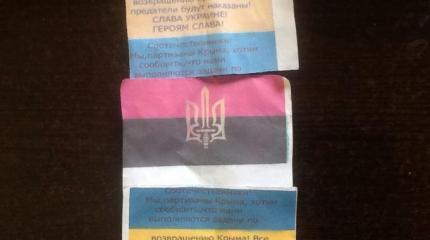 возвращению
предатели будут наказаны!
СЛАВА УКРАИНЕ!
ГЕРОЯМ СЛАВА!
Соотечественники!
Мы,партизаны Крыма, хотим
сообщить,что нами
выполняются задачи по
Соотечественники!
Мы,партизаны Крыма, хотим
сообщить,что нами
выполняются задачи по
возвращению Крыма! Все